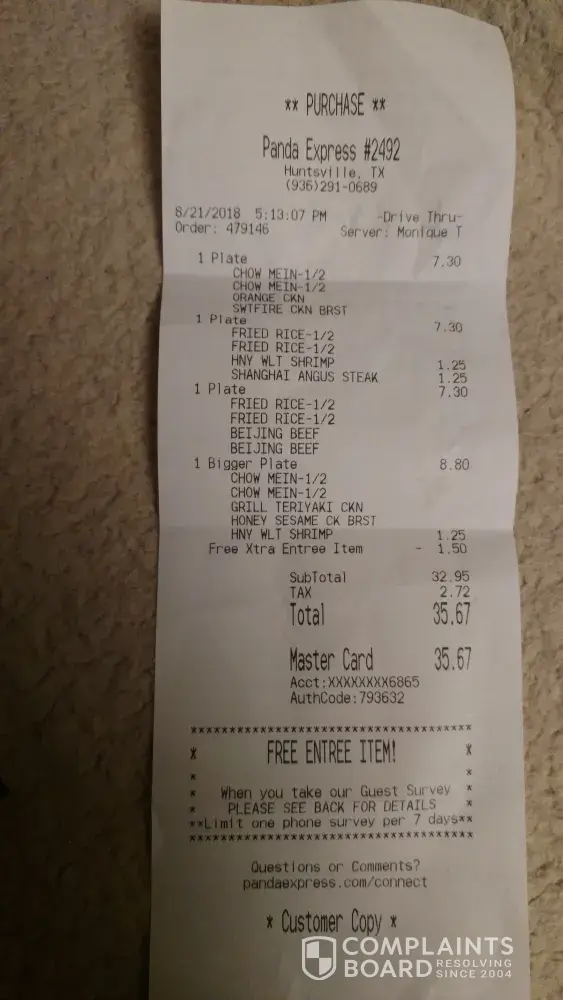 ** PURCHASE **
Panda Express #2492
Huntsville, TX
(936)291-0689
8/21/2018 5:13:07 PM -Drive Thru-
Order: 479146 Server: Monique T
1 Plate 7.30
CHOW MEIN-1/2
CHOW MEIN-1/2
ORANGE CKN
SWTFIRE CKN BRST
1 Plate 7.30
FRIED RICE-1/2
FRIED RICE-1/2
HNY WLT SHRIMP 1.25
SHANGHAI ANGUS STEAK 1.25
1 Plate 7.30
FRIED RICE-1/2
FRIED RICE-1/2
BEIJING BEEF
BEIJING BEEF
1 Bigger Plate 8.80
CHOW MEIN-1/2
CHOW MEIN-1/2
GRILL TERIYAKI CKN
HONEY SESAME CK BRST
HNY WLT SHRIMP 1.25
Free Xtra Entree Item - 1.50
SubTotal 32.95
TAX 2.72
Total 35.67
Master Card 35.67
Acct:XXXXXXXX6865
AuthCode:793632
*************************************
* FREE ENTREE ITEM! *
* *
* When you take our Guest Survey *
* PLEASE SEE BACK FOR DETAILS *
**Limit one phone survey per 7 days**
*************************************
Questions or Comments?
pandaexpress.com/connect
* Customer Copy *
COMPLAINTS
BOARD RESOLVING
SINCE 2004